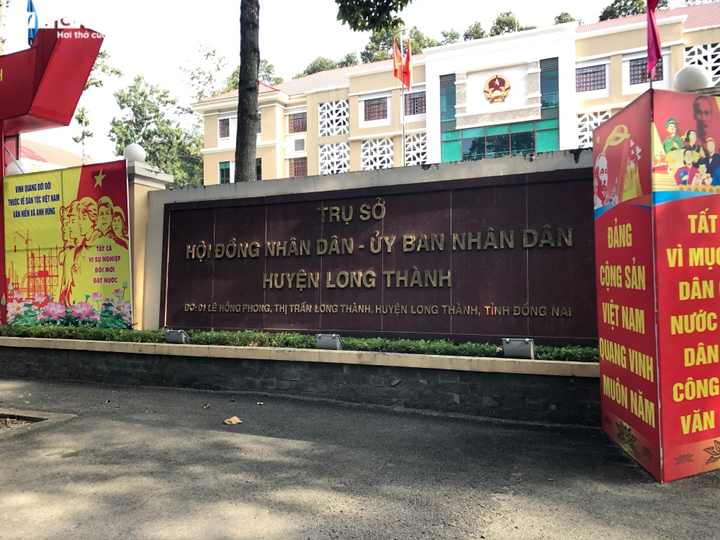 Hơi thở cu
H
VINH QUANG ĐỜI ĐỜI
THUỘC VỀ DÂN TỘC VIỆT NAM
VĂN HIẾN VÀ ANH HÙNG
TẤT CẢ
VÌ SỰ NGHIỆP
ĐỔI MỚI
ĐẤT NƯỚC
TRỤ SỞ
HỘI ĐỒNG NHÂN DÂN - ỦY BAN NHÂN DÂN
HUYỆN LONG THÀNH
ĐC: 01 LÊ HỒNG PHONG, THỊ TRẤN LONG THÀNH, HUYỆN LONG THÀNH, TỈNH ĐỒNG NAI
ĐẢNG
CỘNG SẢN
VIỆT NAM
QUANG VINH
MUÔN NĂM
TẤT
VÌ MỤC
DÂN
NƯỚC
DÂN
CÔNG
VĂN